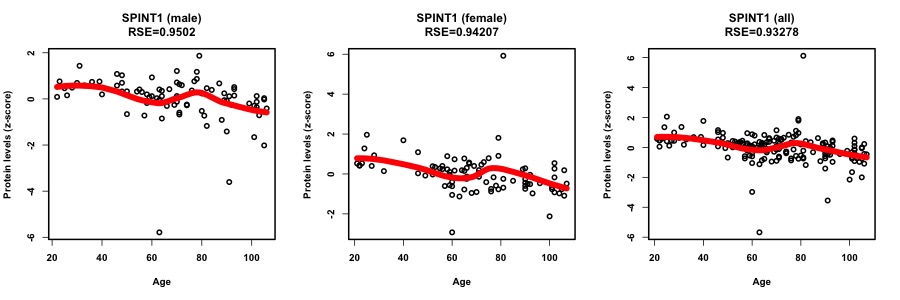 SPINT1 (male)
RSE=0.9502
Protein levels (z-score)
2
0
-2
-4
-6
20
40
60
80
100
Age
SPINT1 (female)
RSE=0.94207
Protein levels (z-score)
6
4
2
0
-2
20
40
60
80
100
Age
SPINT1 (all)
RSE=0.93278
Protein levels (z-score)
6
4
2
0
-2
-4
-6
20
40
60
80
100
Age